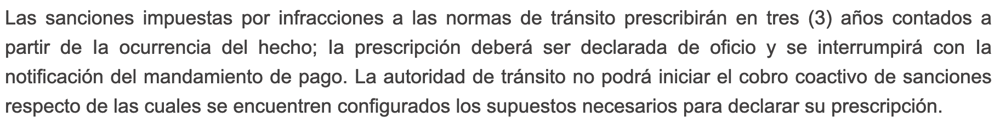 Las sanciones impuestas por infracciones a las normas de tránsito prescribirán en tres (3) años contados a
partir de la ocurrencia del hecho; la prescripción deberá ser declarada de oficio y se interrumpirá con la
notificación del mandamiento de pago. La autoridad de tránsito no podrá iniciar el cobro coactivo de sanciones
respecto de las cuales se encuentren configurados los supuestos necesarios para declarar su prescripción.